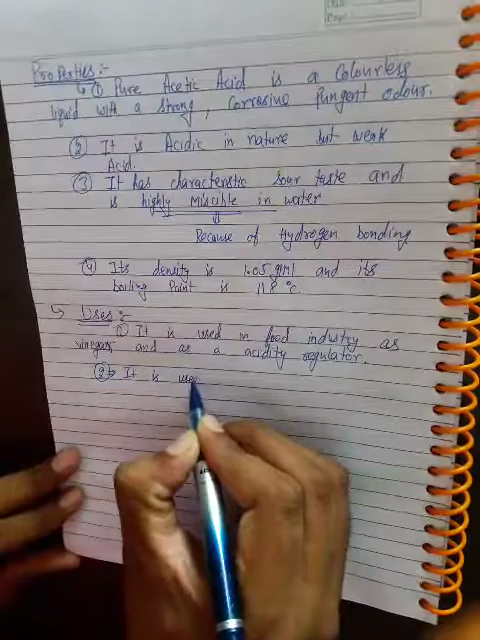 Date
Page
Properties:-
↳ ① Pure Acetic Acid is a Colourless
liquid with a strong, corrosive pungent odour.
② It is Acidic in nature but weak
Acid.
③ It has characteristic sour taste and
is highly Miscible in water
⇓
Because of Hydrogen bonding
④ Its density is 1.05g/ml and its
boiling Point is 118 °c
↳ Uses:-
① It is used in food industry as
vinegar, and as a acidity regulator.
② It is use